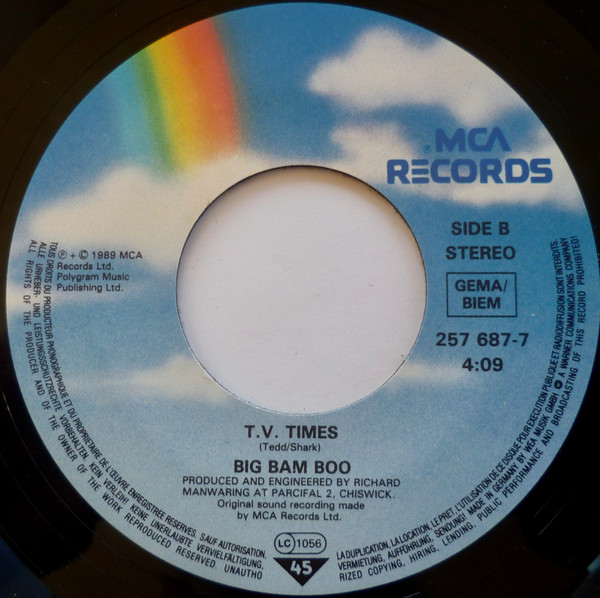 MCA
RECORDS
SIDE B
STEREO
GEMA/
BIEM
257 687-7
4:09
℗ + © 1989 MCA
Records Ltd.
Polygram Music
Publishing Ltd.
T.V. TIMES
(Tedd/Shark)
BIG BAM BOO
PRODUCED AND ENGINEERED BY RICHARD
MANWARING AT PARCIFAL 2, CHISWICK.
Original sound recording made
by MCA Records Ltd.
LC 1056
45
TOUS DROITS DU PRODUCTEUR PHONOGRAPHIQUE ET DU PROPRIETAIRE DE L'ŒUVRE ENREGISTREE RESERVES. SAUF AUTORISATION, LA DUPLICATION, LA LOCATION, LE PRET, L'UTILISATION DE CE DISQUE POUR EXECUTION PUBLIQUE ET RADIODIFFUSION SONT INTERDITS.
ALLE URHEBER- UND LEISTUNGSSCHUTZRECHTE VORBEHALTEN. KEIN VERLEIH! KEINE UNERLAUBTE VERVIELFÄLTIGUNG, VERMIETUNG, AUFFÜHRUNG, SENDUNG! MADE IN GERMANY BY WEA MUSIK GMBH A WARNER COMMUNICATIONS COMPANY
ALL RIGHTS OF THE PRODUCER AND OF THE OWNER OF THE WORK REPRODUCED RESERVED. UNAUTHORIZED COPYING, HIRING, LENDING, PUBLIC PERFORMANCE AND BROADCASTING OF THIS RECORD PROHIBITED!